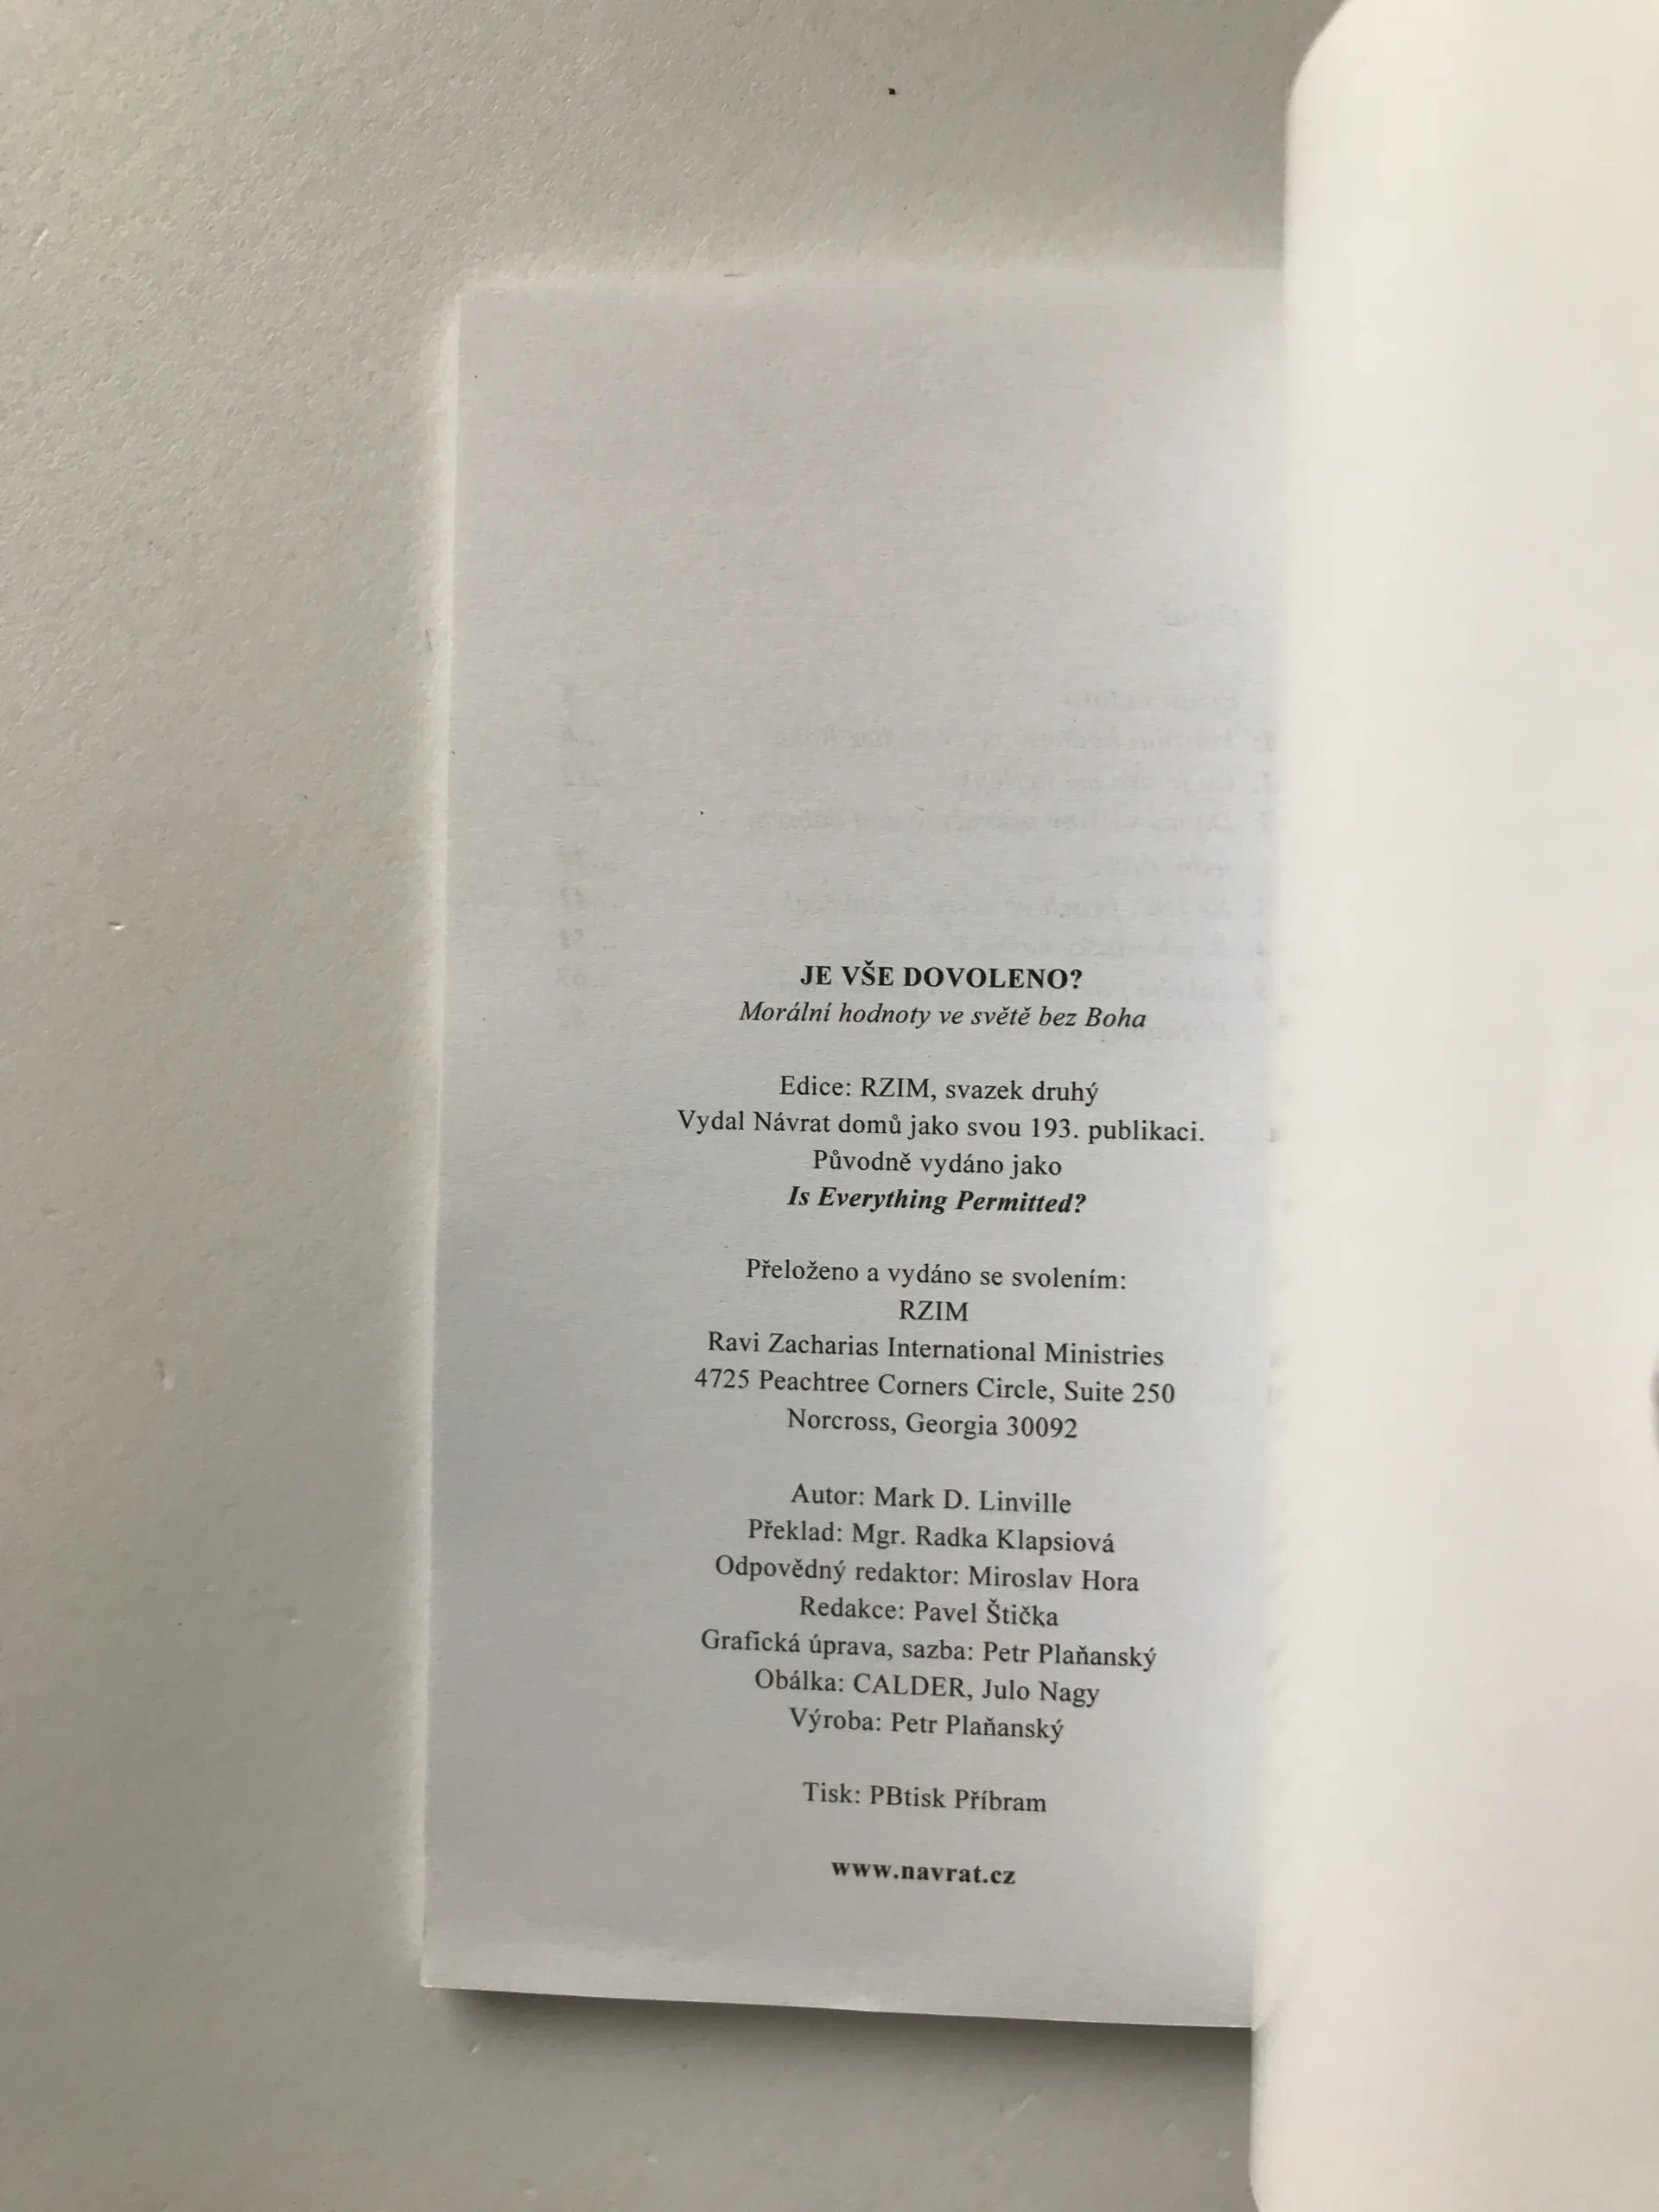 JE VŠE DOVOLENO?
Morální hodnoty ve světě bez Boha
Edice: RZIM, svazek druhý
Vydal Návrat domů jako svou 193. publikaci.
Původně vydáno jako
Is Everything Permitted?
Přeloženo a vydáno se svolením:
RZIM
Ravi Zacharias International Ministries
4725 Peachtree Corners Circle, Suite 250
Norcross, Georgia 30092
Autor: Mark D. Linville
Překlad: Mgr. Radka Klapsiová
Odpovědný redaktor: Miroslav Hora
Redakce: Pavel Štička
Grafická úprava, sazba: Petr Plaňanský
Obálka: CALDER, Julo Nagy
Výroba: Petr Plaňanský
Tisk: PBtisk Příbram
www.navrat.cz